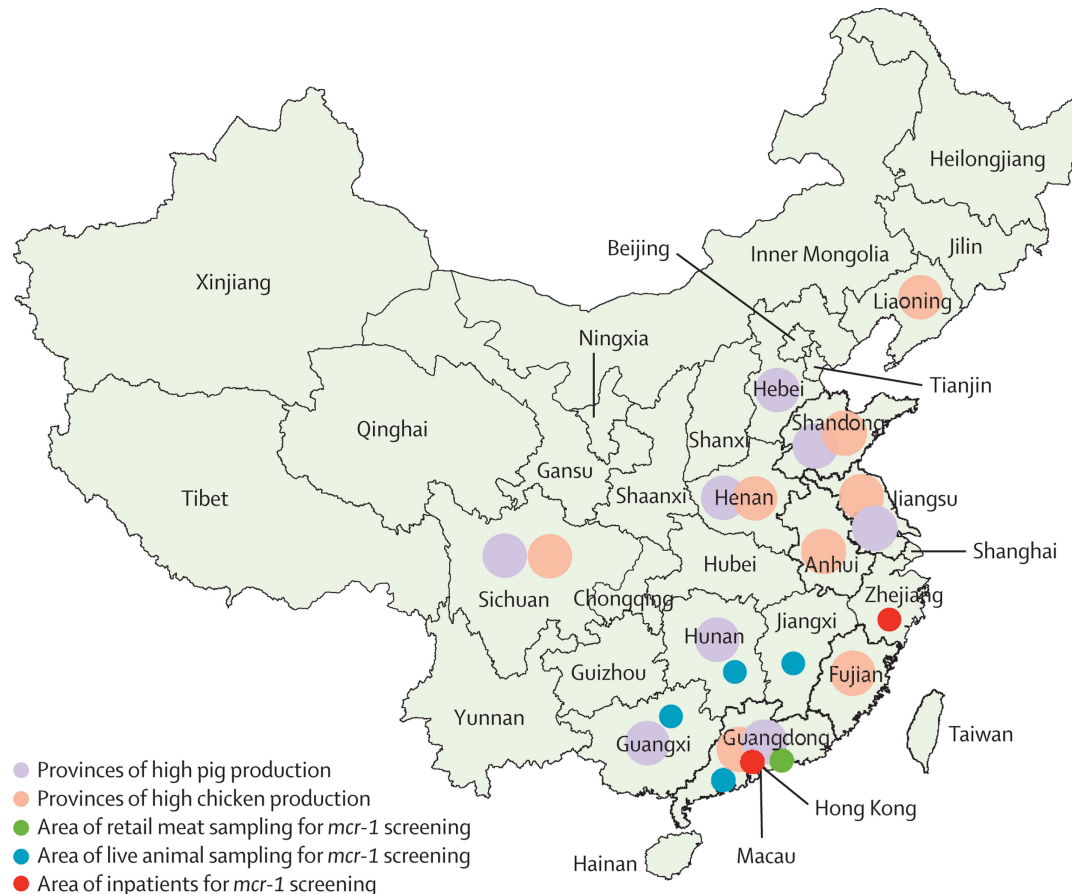 Heilongjiang
Beijing
Inner Mongolia
Jilin
Xinjiang
Liaoning
Ningxia
Tianjin
Hebei
Qinghai
Shandong
Shanxi
Gansu
Tibet
Shaanxi
Henan
Jiangsu
Shanghai
Hubei
Anhui
Sichuan
Chongqing
Zhejiang
Jiangxi
Hunan
Guizhou
Fujian
Yunnan
Guangxi
Guangdong
Taiwan
Hong Kong
Macau
Hainan
Provinces of high pig production
Provinces of high chicken production
Area of retail meat sampling for mcr-1 screening
Area of live animal sampling for mcr-1 screening
Area of inpatients for mcr-1 screening